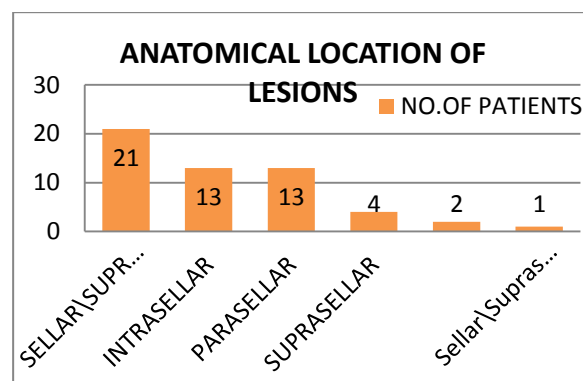 ANATOMICAL LOCATION OF
LESIONS
NO.OF PATIENTS
30
20
10
0
21
13
13
4
2
1
SELLAR\SUPR...
INTRASELLAR
PARASELLAR
SUPRASELLAR
Sellar\Supras...